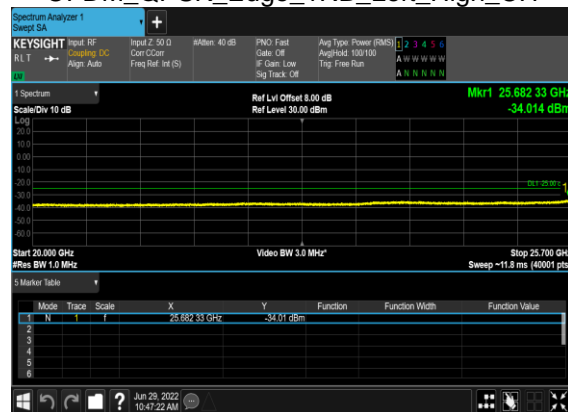 Spectrum Analyzer 1
Swept SA
+
KEYSIGHT Input: RF Input Z: 50 Ω #Atten: 40 dB PNO: Fast Avg Type: Power (RMS) 1 2 3 4 5 6
RLT Coupling: DC Corr CCorr Gate: Off Avg|Hold: 100/100 A W W W W W
Align: Auto Freq Ref: Int (S) IF Gain: Low Trig: Free Run
LW Sig Track: Off A N N N N N
1 Spectrum Ref Lvl Offset 8.00 dB Mkr1 25.682 33 GHz
Scale/Div 10 dB Ref Level 30.00 dBm -34.014 dBm
Log
20.0
10.0
0.00
-10.0
-20.0 DL1 -25.00
-30.0
-40.0
-50.0
-60.0
Start 20.000 GHz Video BW 3.0 MHz* Stop 25.700 GHz
#Res BW 1.0 MHz Sweep ~11.8 ms (40001 pts)
5 Marker Table
Mode Trace Scale X Y Function Function Width Function Value
1 N 1 f 25.682 33 GHz -34.01 dBm
2
3
4
5
6
? Jun 29, 2022
10:47:22 AM